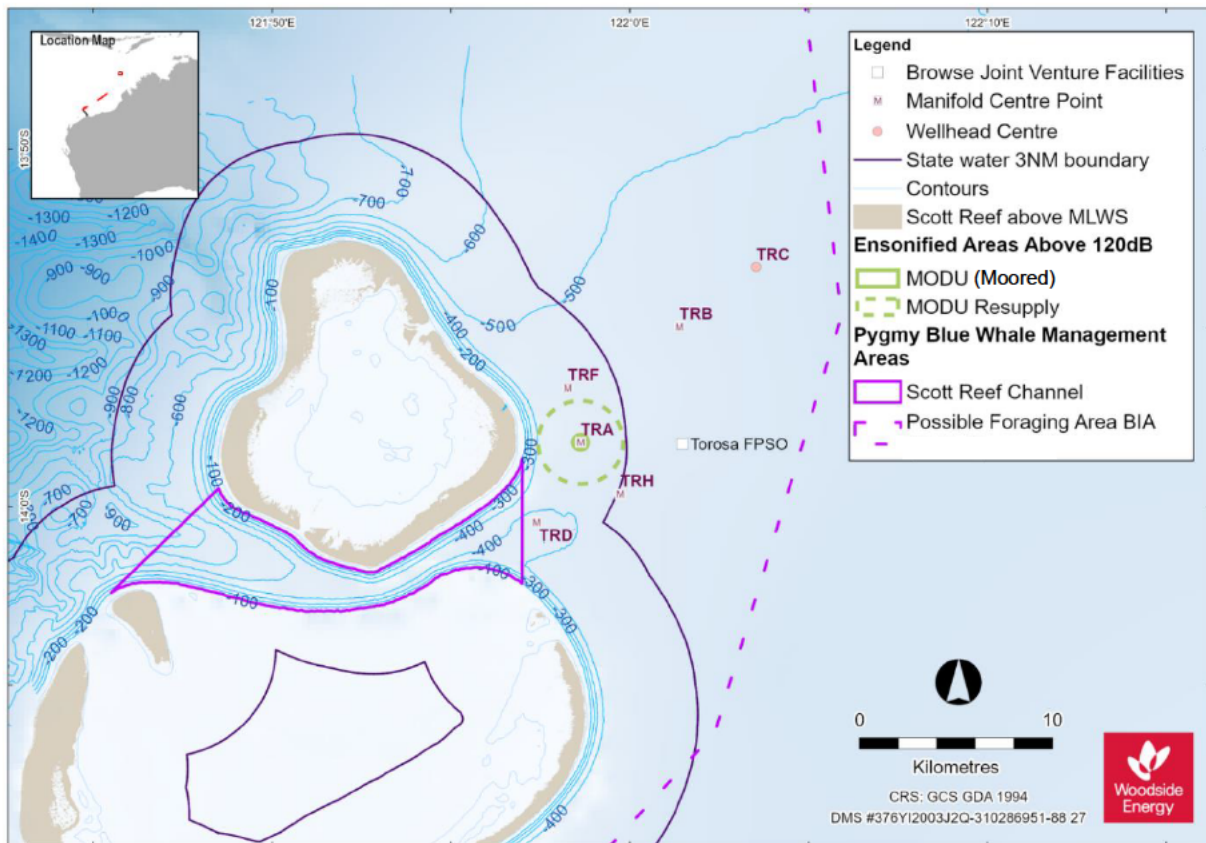 121°50'E
122°0'E
122°10'E
Location Map
13°50'S
14°0'S
Legend
Browse Joint Venture Facilities
M Manifold Centre Point
Wellhead Centre
State water 3NM boundary
Contours
Scott Reef above MLWS
Ensonified Areas Above 120dB
MODU (Moored)
MODU Resupply
Pygmy Blue Whale Management
Areas
Scott Reef Channel
Possible Foraging Area BIA
-700
-700
-600
-500
-500
-400
-200
-100
-1300
-1200
-1400
-1300
-1000
-900
-900
-900
-1000
-1300
-1100
-1100
-900
-1200
-1200
-900
-800
-600
-100
-200
-700
-700
-900
-300
-300
-400
-400
-400
-100
-300
-300
-100
-200
-200
-400
TRC
TRB
M
TRF
M
TRA
M
Torosa FPSO
TRH
M
TRD
M
0 10
Kilometres
CRS: GCS GDA 1994
DMS #376YI2003J2Q-310286951-88 27
Woodside
Energy